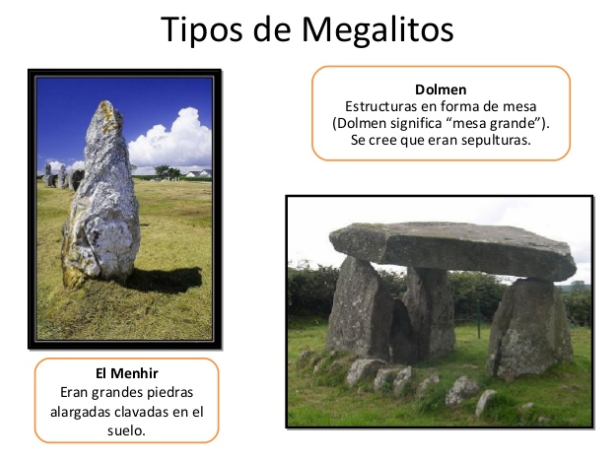 Tipos de Megalitos
Dolmen
Estructuras en forma de mesa
(Dolmen significa “mesa grande”).
Se cree que eran sepulturas.
El Menhir
Eran grandes piedras
alargadas clavadas en el
suelo.